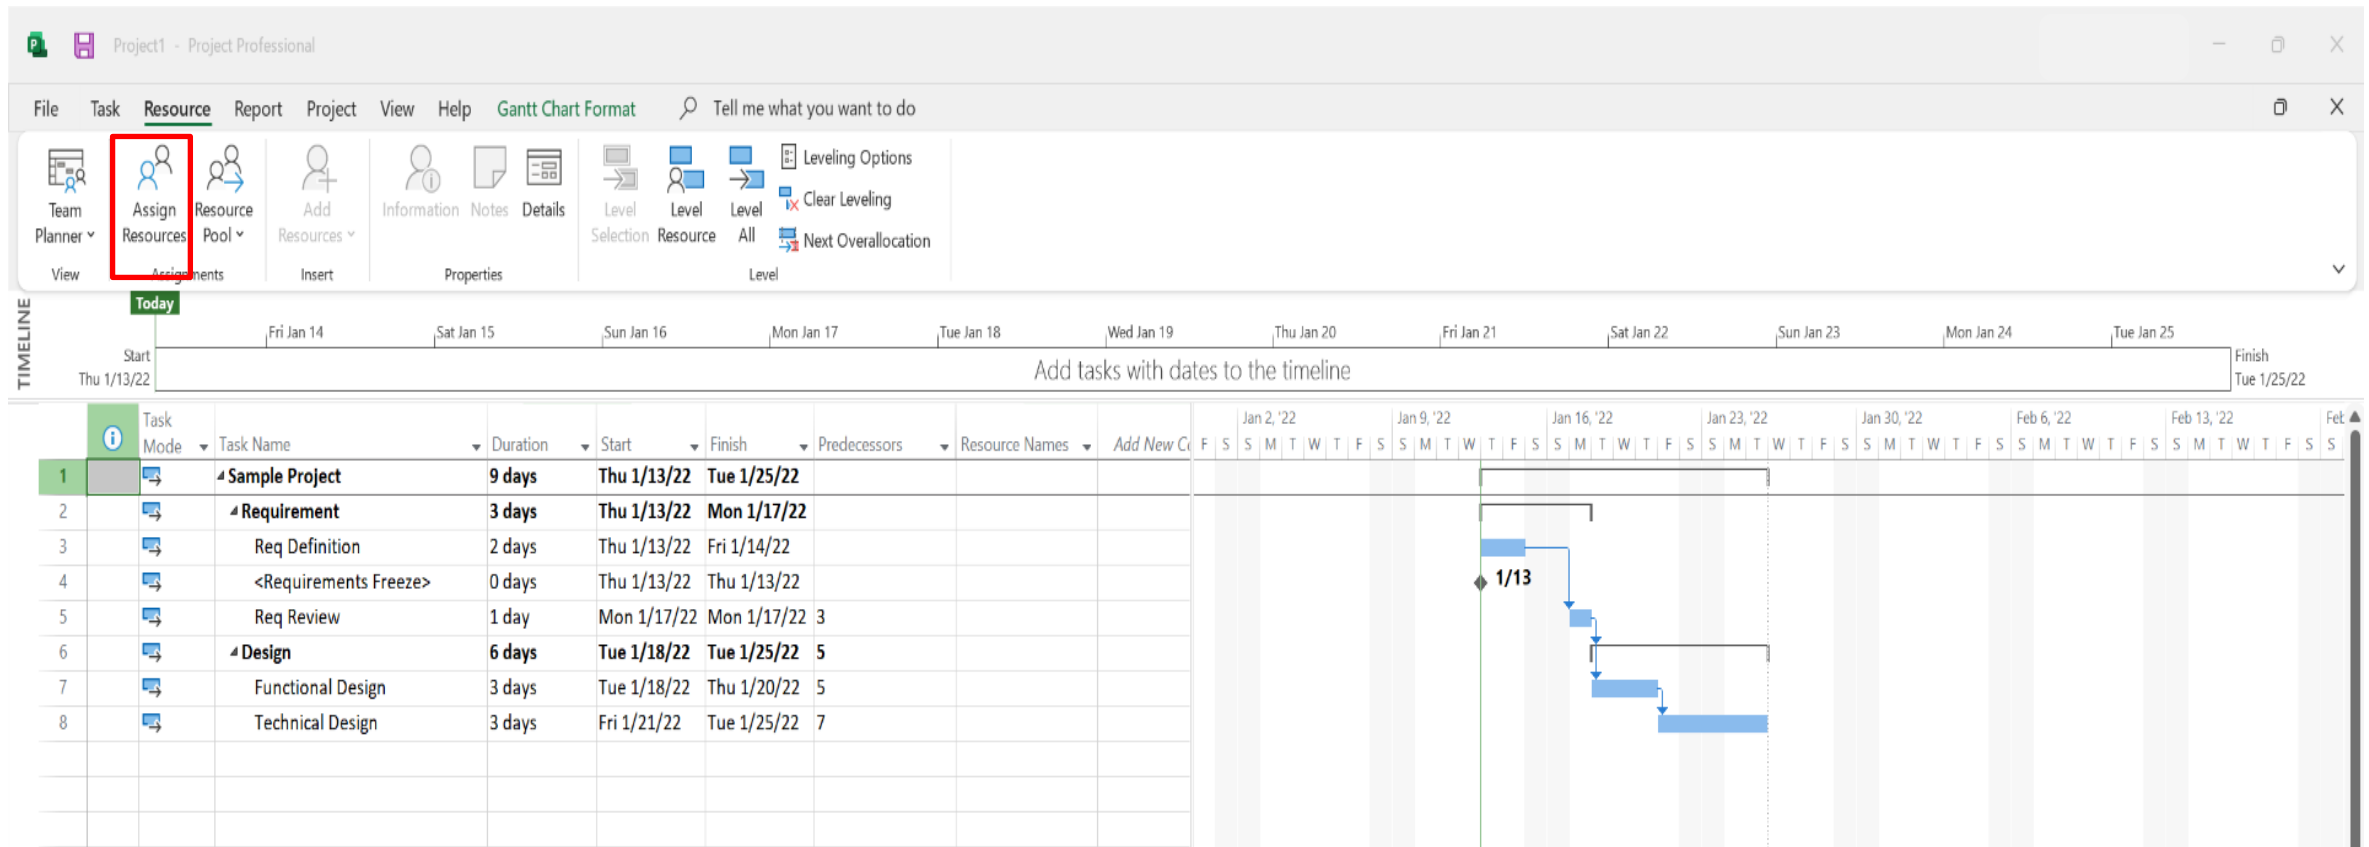 Project1 - Project Professional
File Task Resource Report Project View Help Gantt Chart Format Tell me what you want to do
Team Planner
Assign Resources
Resource Pool
Add Resources
Information
Notes
Details
Level Selection
Level Resource
Level All
Leveling Options
Clear Leveling
Next Overallocation
View
Assignments
Insert
Properties
Level
TIMELINE
Today
Fri Jan 14 Sat Jan 15 Sun Jan 16 Mon Jan 17 Tue Jan 18 Wed Jan 19 Thu Jan 20 Fri Jan 21 Sat Jan 22 Sun Jan 23 Mon Jan 24 Tue Jan 25
Start
Thu 1/13/22
Add tasks with dates to the timeline
Finish
Tue 1/25/22
Task Mode Task Name Duration Start Finish Predecessors Resource Names Add New
Jan 2, '22 Jan 9, '22 Jan 16, '22 Jan 23, '22 Jan 30, '22 Feb 6, '22 Feb 13, '22 Feb
F S S M T W T F S S M T W T F S S M T W T F S S M T W T F S S M T W T F S S M T W T F S S M T W T F S S
1 Sample Project 9 days Thu 1/13/22 Tue 1/25/22
2 Requirement 3 days Thu 1/13/22 Mon 1/17/22
3 Req Definition 2 days Thu 1/13/22 Fri 1/14/22
4 <Requirements Freeze> 0 days Thu 1/13/22 Thu 1/13/22
1/13
5 Req Review 1 day Mon 1/17/22 Mon 1/17/22 3
6 Design 6 days Tue 1/18/22 Tue 1/25/22 5
7 Functional Design 3 days Tue 1/18/22 Thu 1/20/22 5
8 Technical Design 3 days Fri 1/21/22 Tue 1/25/22 7